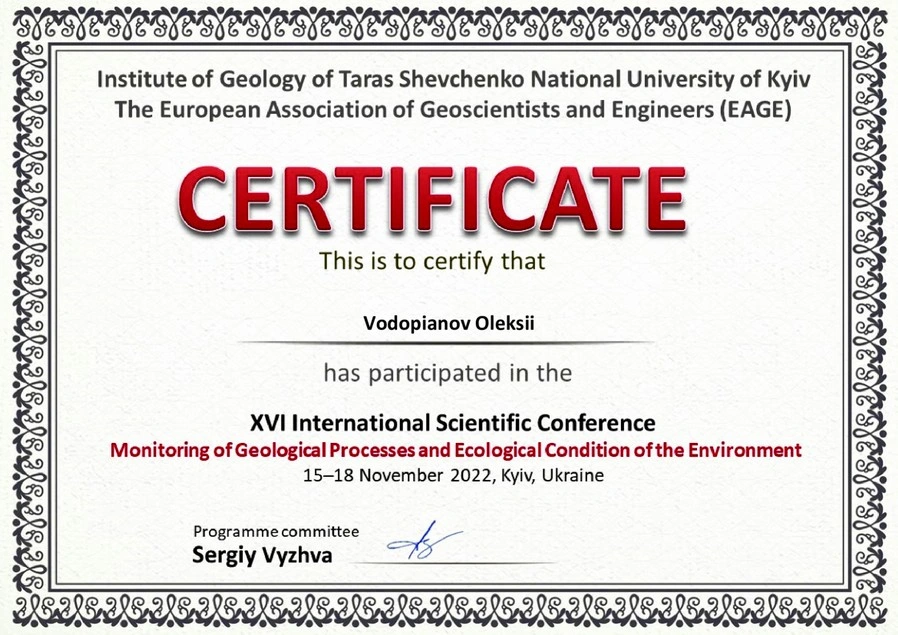 Institute of Geology of Taras Shevchenko National University of Kyiv
The European Association of Geoscientists and Engineers (EAGE)
CERTIFICATE
This is to certify that
Vodopianov Oleksii
has participated in the
XVI International Scientific Conference
Monitoring of Geological Processes and Ecological Condition of the Environment
15–18 November 2022, Kyiv, Ukraine
Programme committee
Sergiy Vyzhva